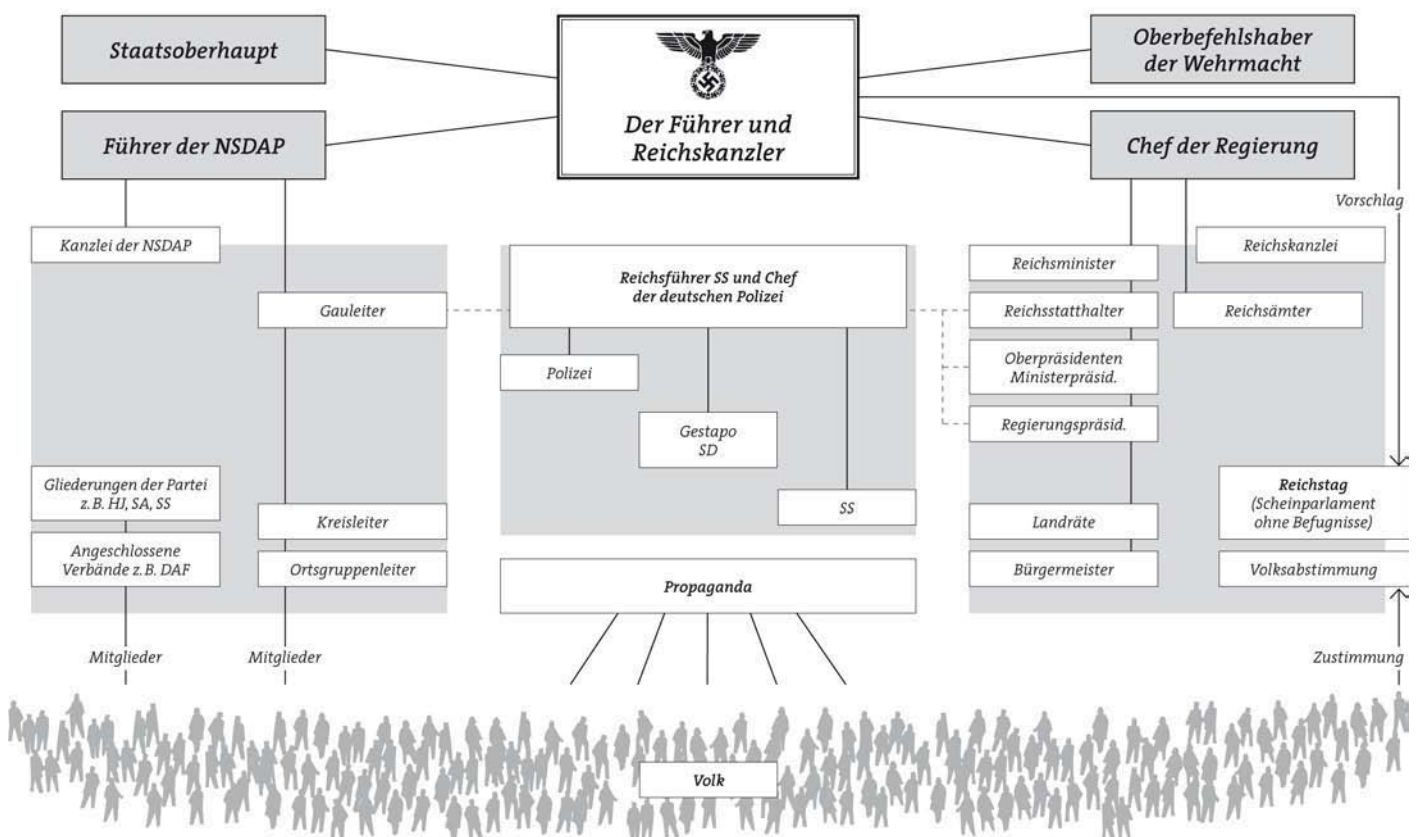 Staatsoberhaupt
Der Führer und
Reichskanzler
Oberbefehlshaber
der Wehrmacht
Führer der NSDAP
Chef der Regierung
Vorschlag
Kanzlei der NSDAP
Gauleiter
Gliederungen der Partei
z. B. HJ, SA, SS
Angeschlossene
Verbände z. B. DAF
Kreisleiter
Ortsgruppenleiter
Mitglieder
Mitglieder
Reichsführer SS und Chef
der deutschen Polizei
Polizei
Gestapo
SD
SS
Propaganda
Reichsminister
Reichskanzlei
Reichsstatthalter
Reichsämter
Oberpräsidenten
Ministerpräsid.
Regierungspräsid.
Landräte
Bürgermeister
Reichstag
(Scheinparlament
ohne Befugnisse)
Volksabstimmung
Zustimmung
Volk